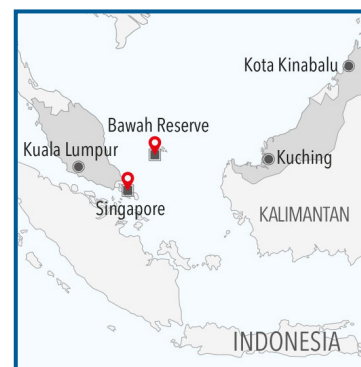 Kota Kinabalu
Bawah Reserve
Kuala Lumpur
Kuching
Singapore
KALIMANTAN
INDONESIA